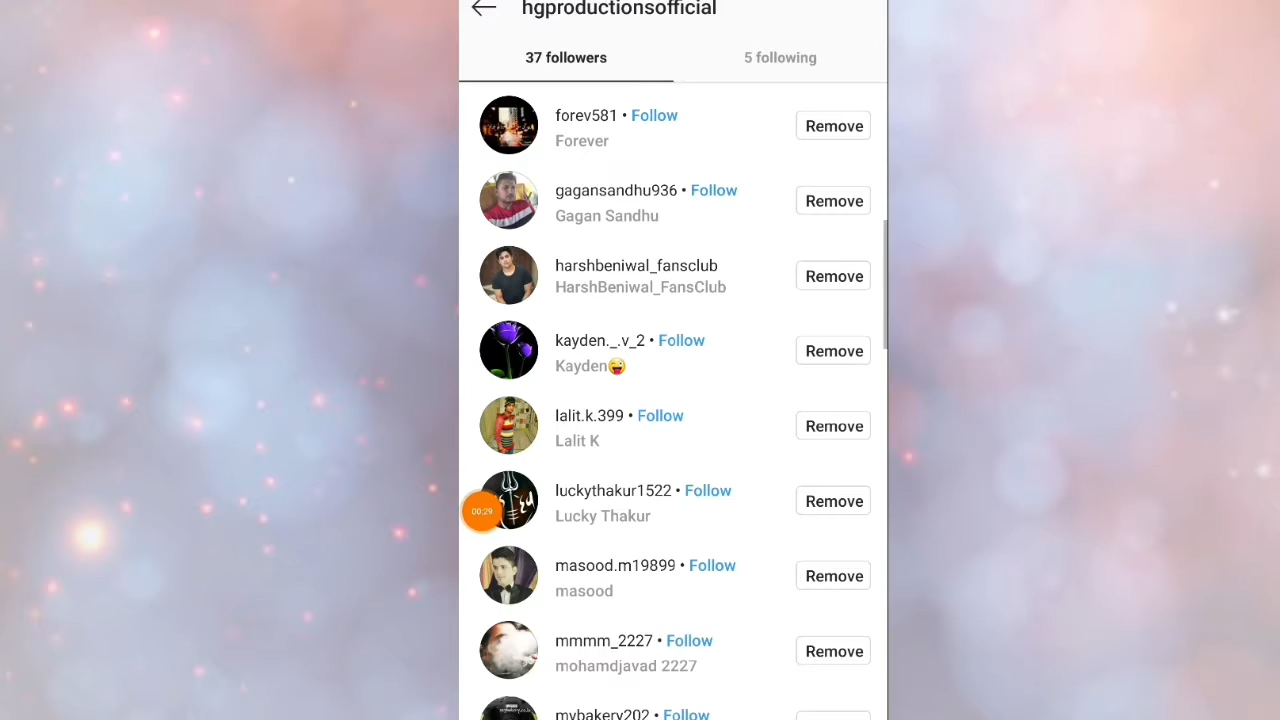 hgproductionsofficial
37 followers
5 following
forev581 • Follow
Forever
Remove
gagansandhu936 • Follow
Gagan Sandhu
Remove
harshbeniwal_fansclub
HarshBeniwal_FansClub
Remove
kayden._.v_2 • Follow
Kayden😜
Remove
lalit.k.399 • Follow
Lalit K
Remove
luckythakur1522 • Follow
Lucky Thakur
Remove
00:29
masood.m19899 • Follow
masood
Remove
mmmm_2227 • Follow
mohamdjavad 2227
Remove
mybakery202 • Follow